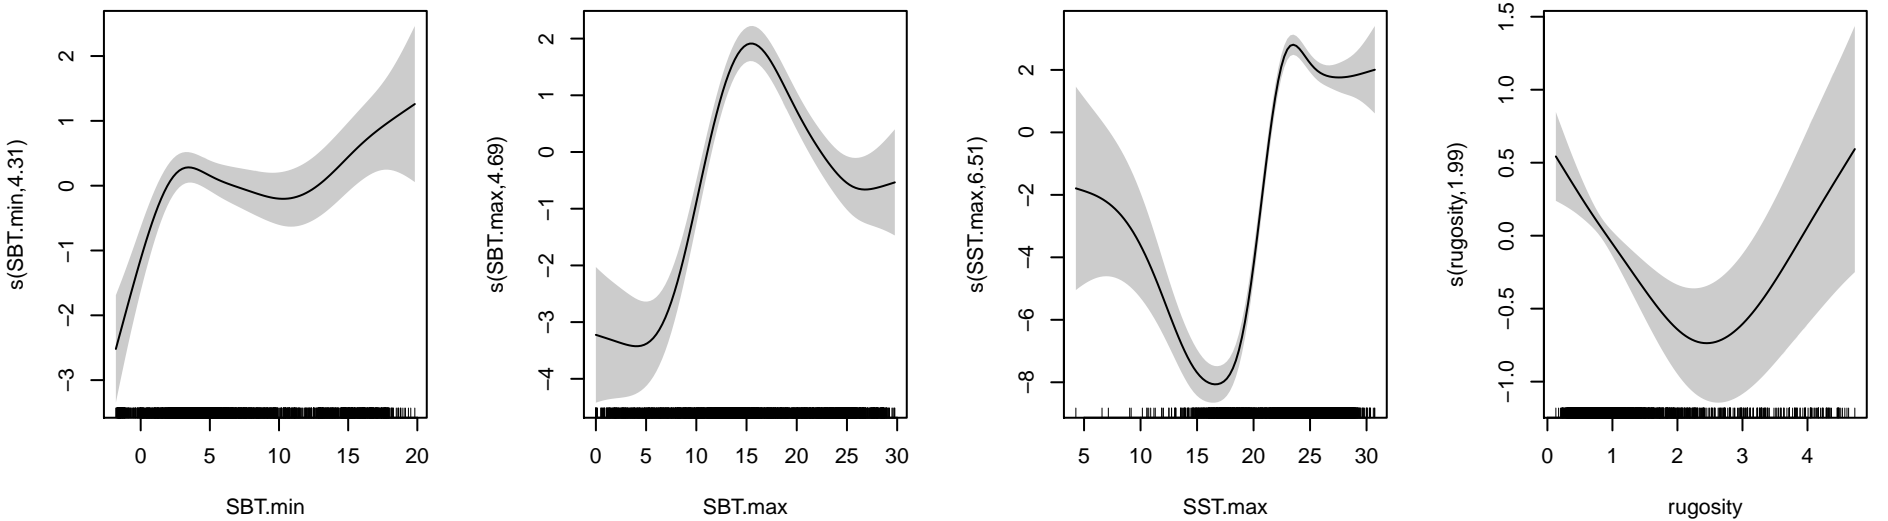 s(SBT.min,4.31)
2
1
0
−1
−2
−3
0 5 10 15 20
SBT.min
s(SBT.max,4.69)
2
1
0
−1
−2
−3
−4
0 5 10 15 20 25 30
SBT.max
s(SST.max,6.51)
2
0
−2
−4
−6
−8
5 10 15 20 25 30
SST.max
s(rugosity,1.99)
1.5
1.0
0.5
0.0
−0.5
−1.0
0 1 2 3 4
rugosity